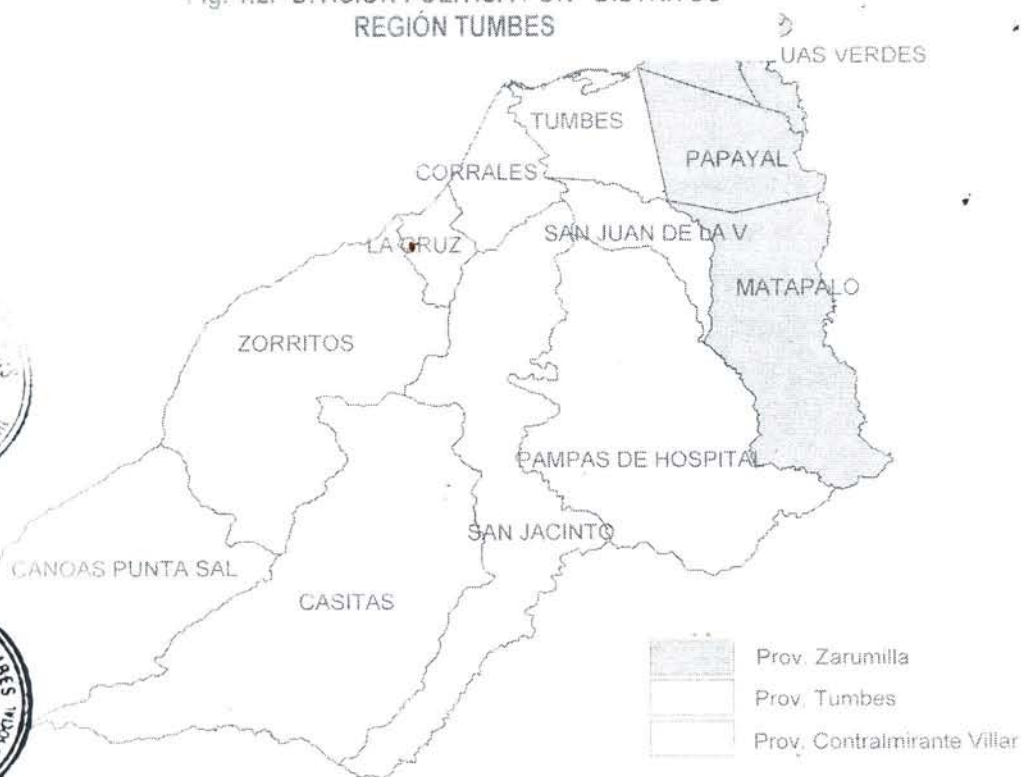 REGIÓN TUMBES
UAS VERDES
TUMBES
PAPAYAL
CORRALES
LA CRUZ
SAN JUAN DE LA V.
MATAPALO
ZORRITOS
PAMPAS DE HOSPITAL
SAN JACINTO
CANOAS PUNTA SAL
CASITAS
Prov. Zarumilla
Prov. Tumbes
Prov. Contralmirante Villar